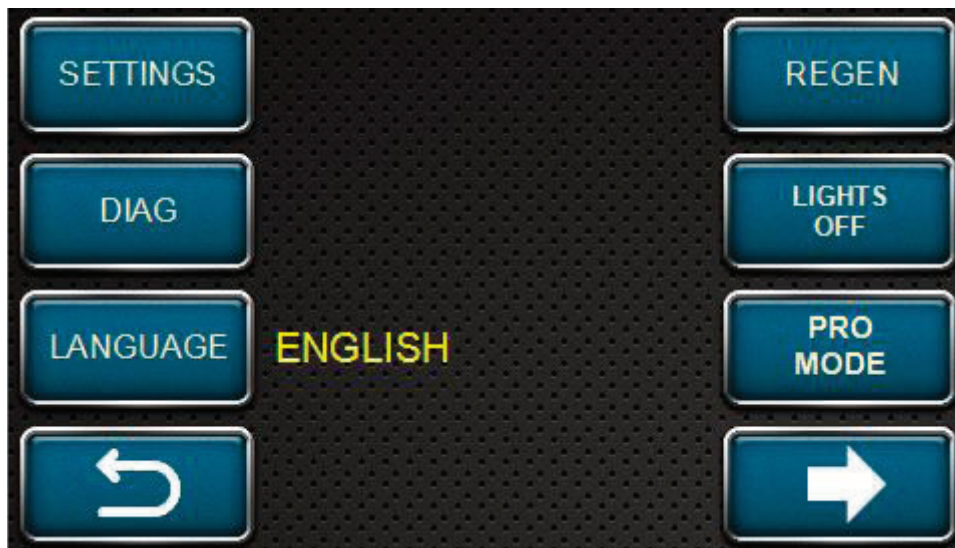 SETTINGS
REGEN
DIAG
LIGHTS
OFF
LANGUAGE
ENGLISH
PRO
MODE